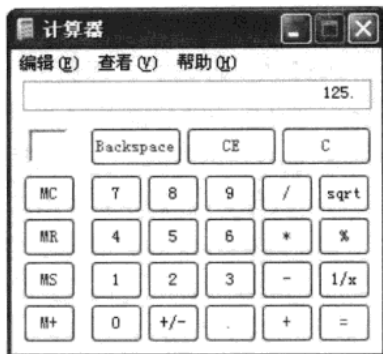 计算器
编辑(E) 查看(V) 帮助(H)
125.
Backspace CE C
MC 7 8 9 / sqrt
MR 4 5 6 * %
MS 1 2 3 - 1/x
M+ 0 +/- . + =